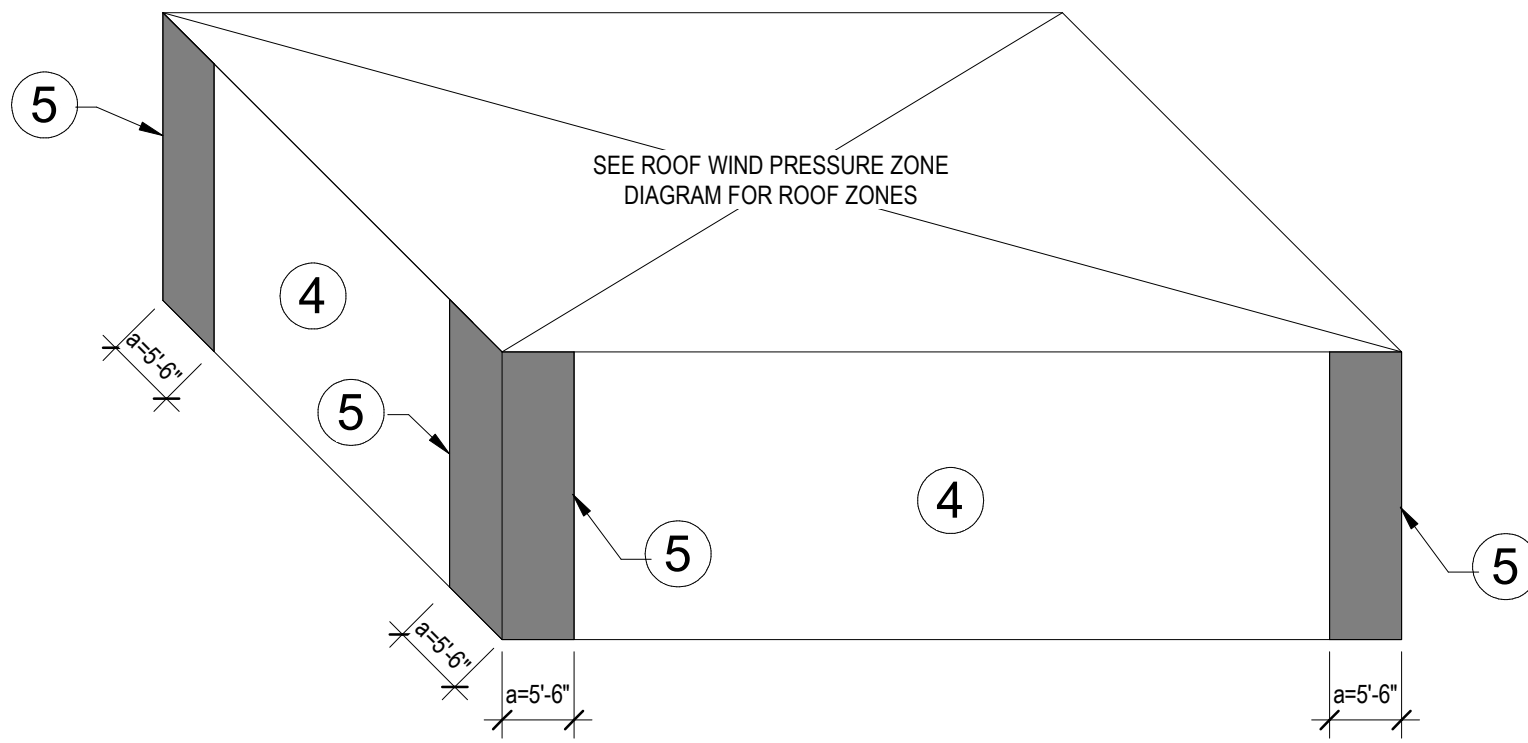 5
SEE ROOF WIND PRESSURE ZONE
DIAGRAM FOR ROOF ZONES
4
a=5'-6"
5
4
5
5
a=5'-6"
a=5'-6"
a=5'-6"